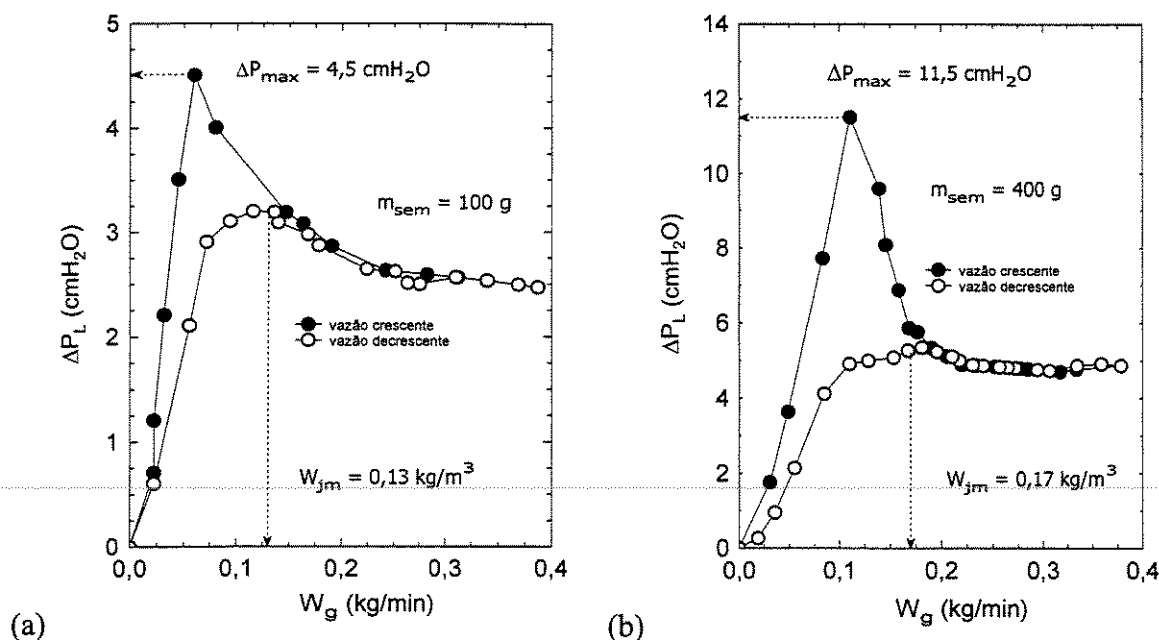 5
4
3
2
1
0
ΔP_L (cmH₂O)
ΔP_max = 4,5 cmH₂O
m_sem = 100 g
vazão crescente
vazão decrescente
W_jm = 0,13 kg/m³
0,0 0,1 0,2 0,3 0,4
W_g (kg/min)
(a)
14
12
10
8
6
4
2
0
ΔP_L (cmH₂O)
ΔP_max = 11,5 cmH₂O
m_sem = 400 g
vazão crescente
vazão decrescente
W_jm = 0,17 kg/m³
0,0 0,1 0,2 0,3 0,4
W_g (kg/min)
(b)